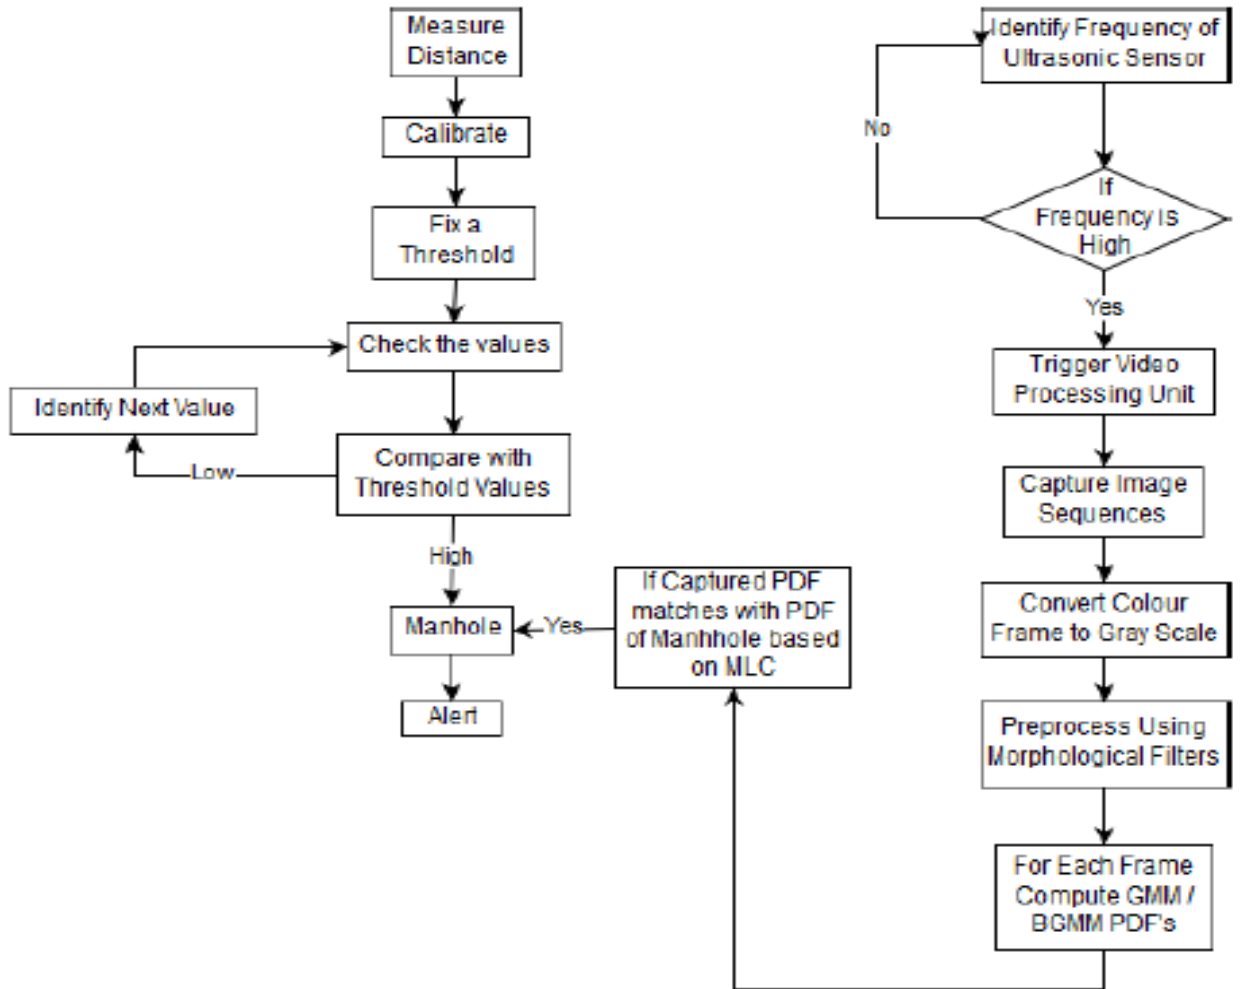 Measure
Distance
Calibrate
Fix a
Threshold
Check the values
Identify Next Value
Compare with
Threshold Values
Low
High
Manhole
Alert
Yes
If Captured PDF
matches with PDF
of Manhhole based
on MLC
Identify Frequency of
Ultrasonic Sensor
No
If
Frequency is
High
Yes
Trigger Video
Processing Unit
Capture Image
Sequences
Convert Colour
Frame to Gray Scale
Preprocess Using
Morphological Filters
For Each Frame
Compute GMM /
BGMM PDF's